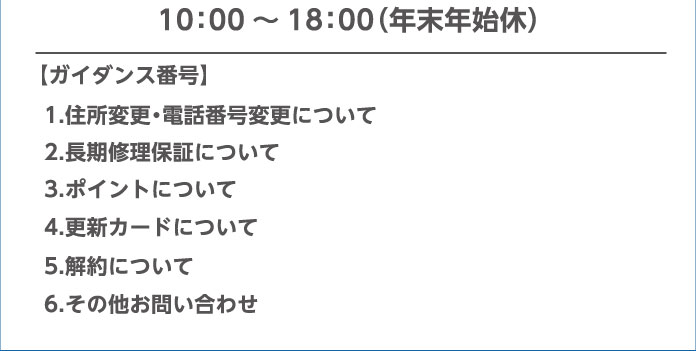 10：00 ～ 18：00（年末年始休）
【ガイダンス番号】
1.住所変更・電話番号変更について
2.長期修理保証について
3.ポイントについて
4.更新カードについて
5.解約について
6.その他お問い合わせ